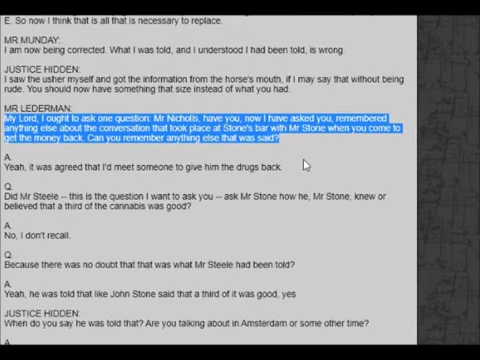 E. So now I think that is all that is necessary to replace.
MR MUNDAY:
I am now being corrected. What I was told, and I understood I had been told, is wrong.
JUSTICE HIDDEN:
I saw the usher myself and got the information from the horse's mouth, if I may say that without being
rude. You should now have something that size instead of what you had.
MR LEDERMAN:
My Lord, I ought to ask one question: Mr Nicholls, have you, now I have asked you, remembered
anything else about the conversation that took place at Stone's bar with Mr Stone when you come to
get the money back. Can you remember anything else that was said?
A.
Yeah, it was agreed that I'd meet someone to give him the drugs back.
Q.
Did Mr Steele -- this is the question I want to ask you -- ask Mr Stone how he, Mr Stone, knew or
believed that a third of the cannabis was good?
A.
No, I don't recall.
Q.
Because there was no doubt that that was what Mr Steele had been told?
A.
Yeah, he was told that like John Stone said that a third of it was good, yes
JUSTICE HIDDEN:
When do you say he was told that? Are you talking about in Amsterdam or some other time?
A